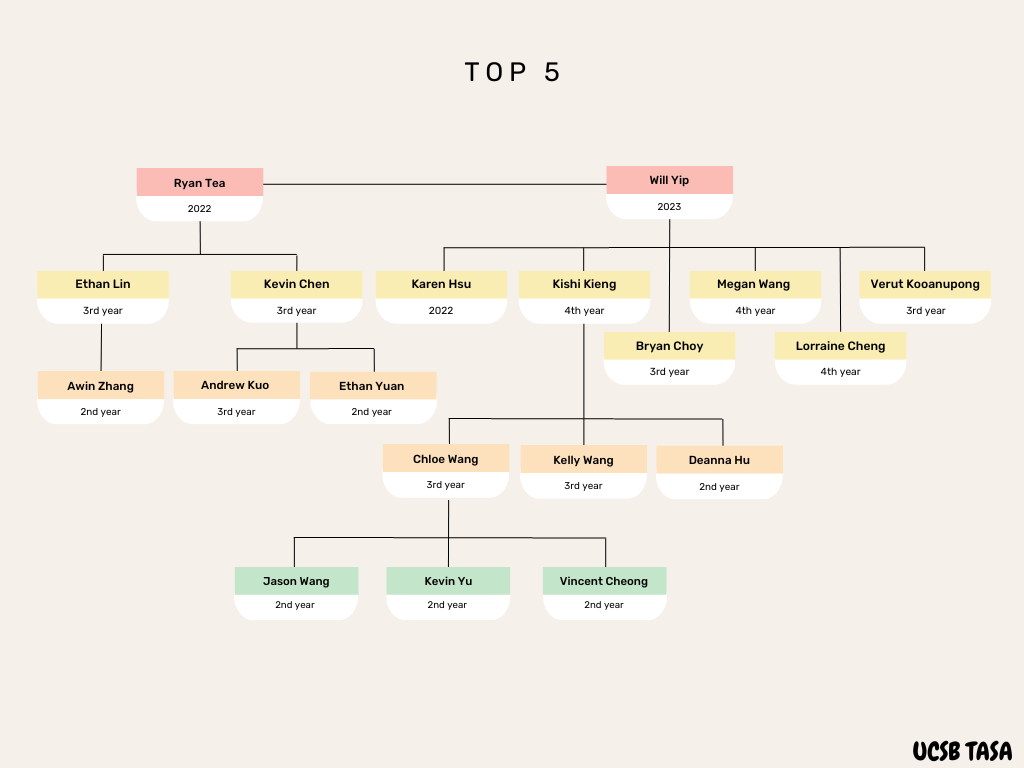 TOP 5
Ryan Tea
2022
Will Yip
2023
Ethan Lin
3rd year
Kevin Chen
3rd year
Karen Hsu
2022
Kishi Kieng
4th year
Megan Wang
4th year
Verut Kooanupong
3rd year
Bryan Choy
3rd year
Lorraine Cheng
4th year
Awin Zhang
2nd year
Andrew Kuo
3rd year
Ethan Yuan
2nd year
Chloe Wang
3rd year
Kelly Wang
3rd year
Deanna Hu
2nd year
Jason Wang
2nd year
Kevin Yu
2nd year
Vincent Cheong
2nd year
UCSB TASA